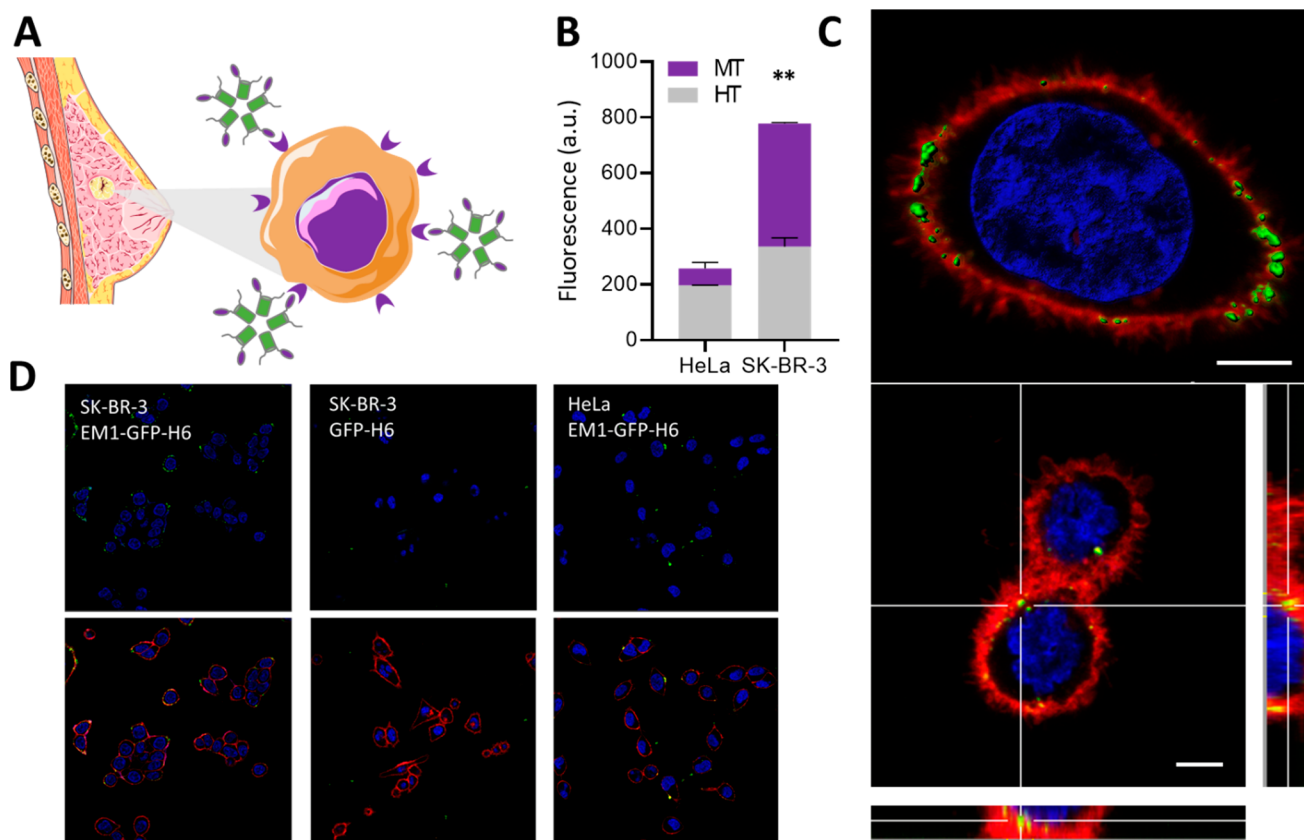 A
B
C
MT
HT
**
Fluorescence (a.u.)
1000
800
600
400
200
0
HeLa SK-BR-3
D
SK-BR-3
EM1-GFP-H6
SK-BR-3
GFP-H6
HeLa
EM1-GFP-H6